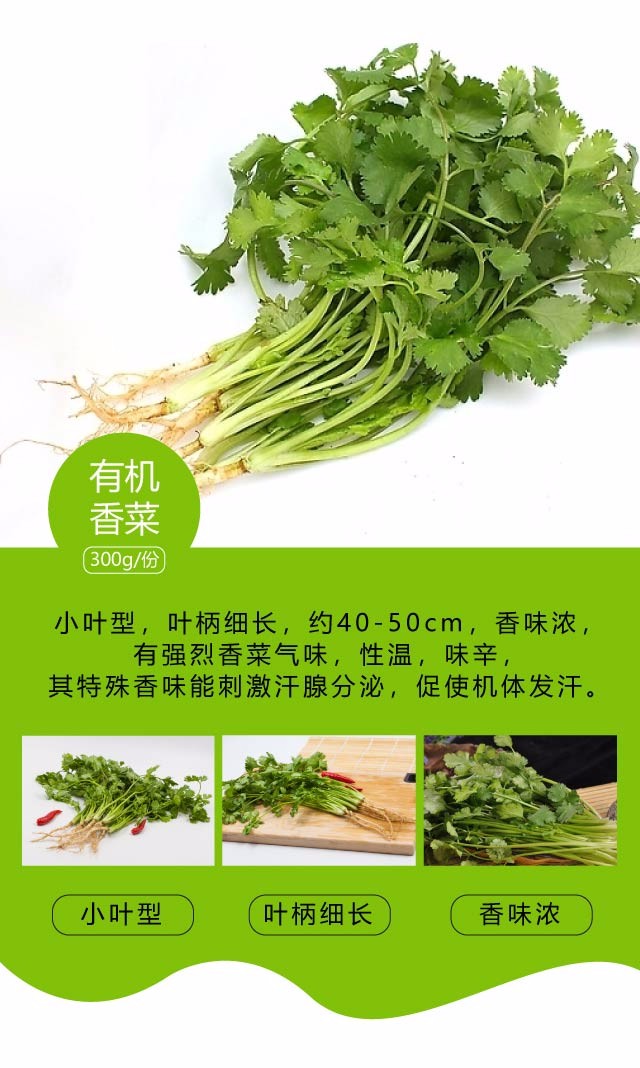 有机
香菜
300g/份
小叶型，叶柄细长，约40-50cm，香味浓，
有强烈香菜气味，性温，味辛，
其特殊香味能刺激汗腺分泌，促使机体发汗。
小叶型
叶柄细长
香味浓